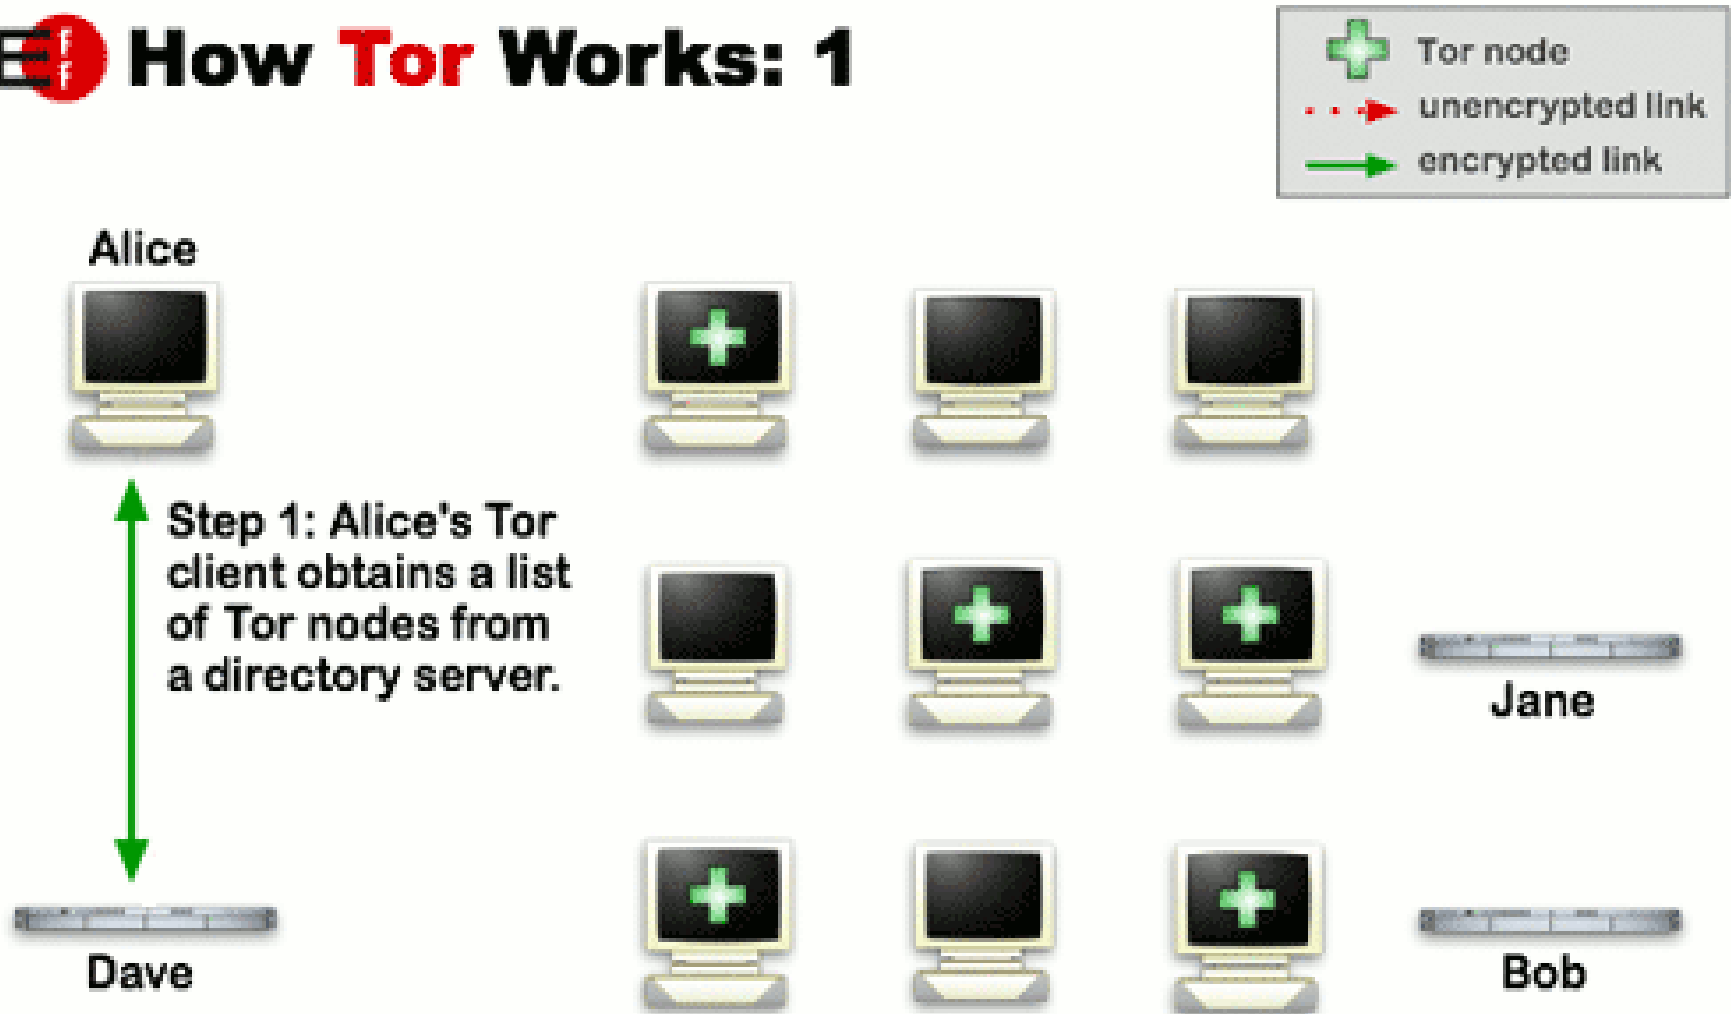 EFF How Tor Works: 1
Tor node
unencrypted link
encrypted link
Alice
Step 1: Alice's Tor
client obtains a list
of Tor nodes from
a directory server.
Jane
Dave
Bob